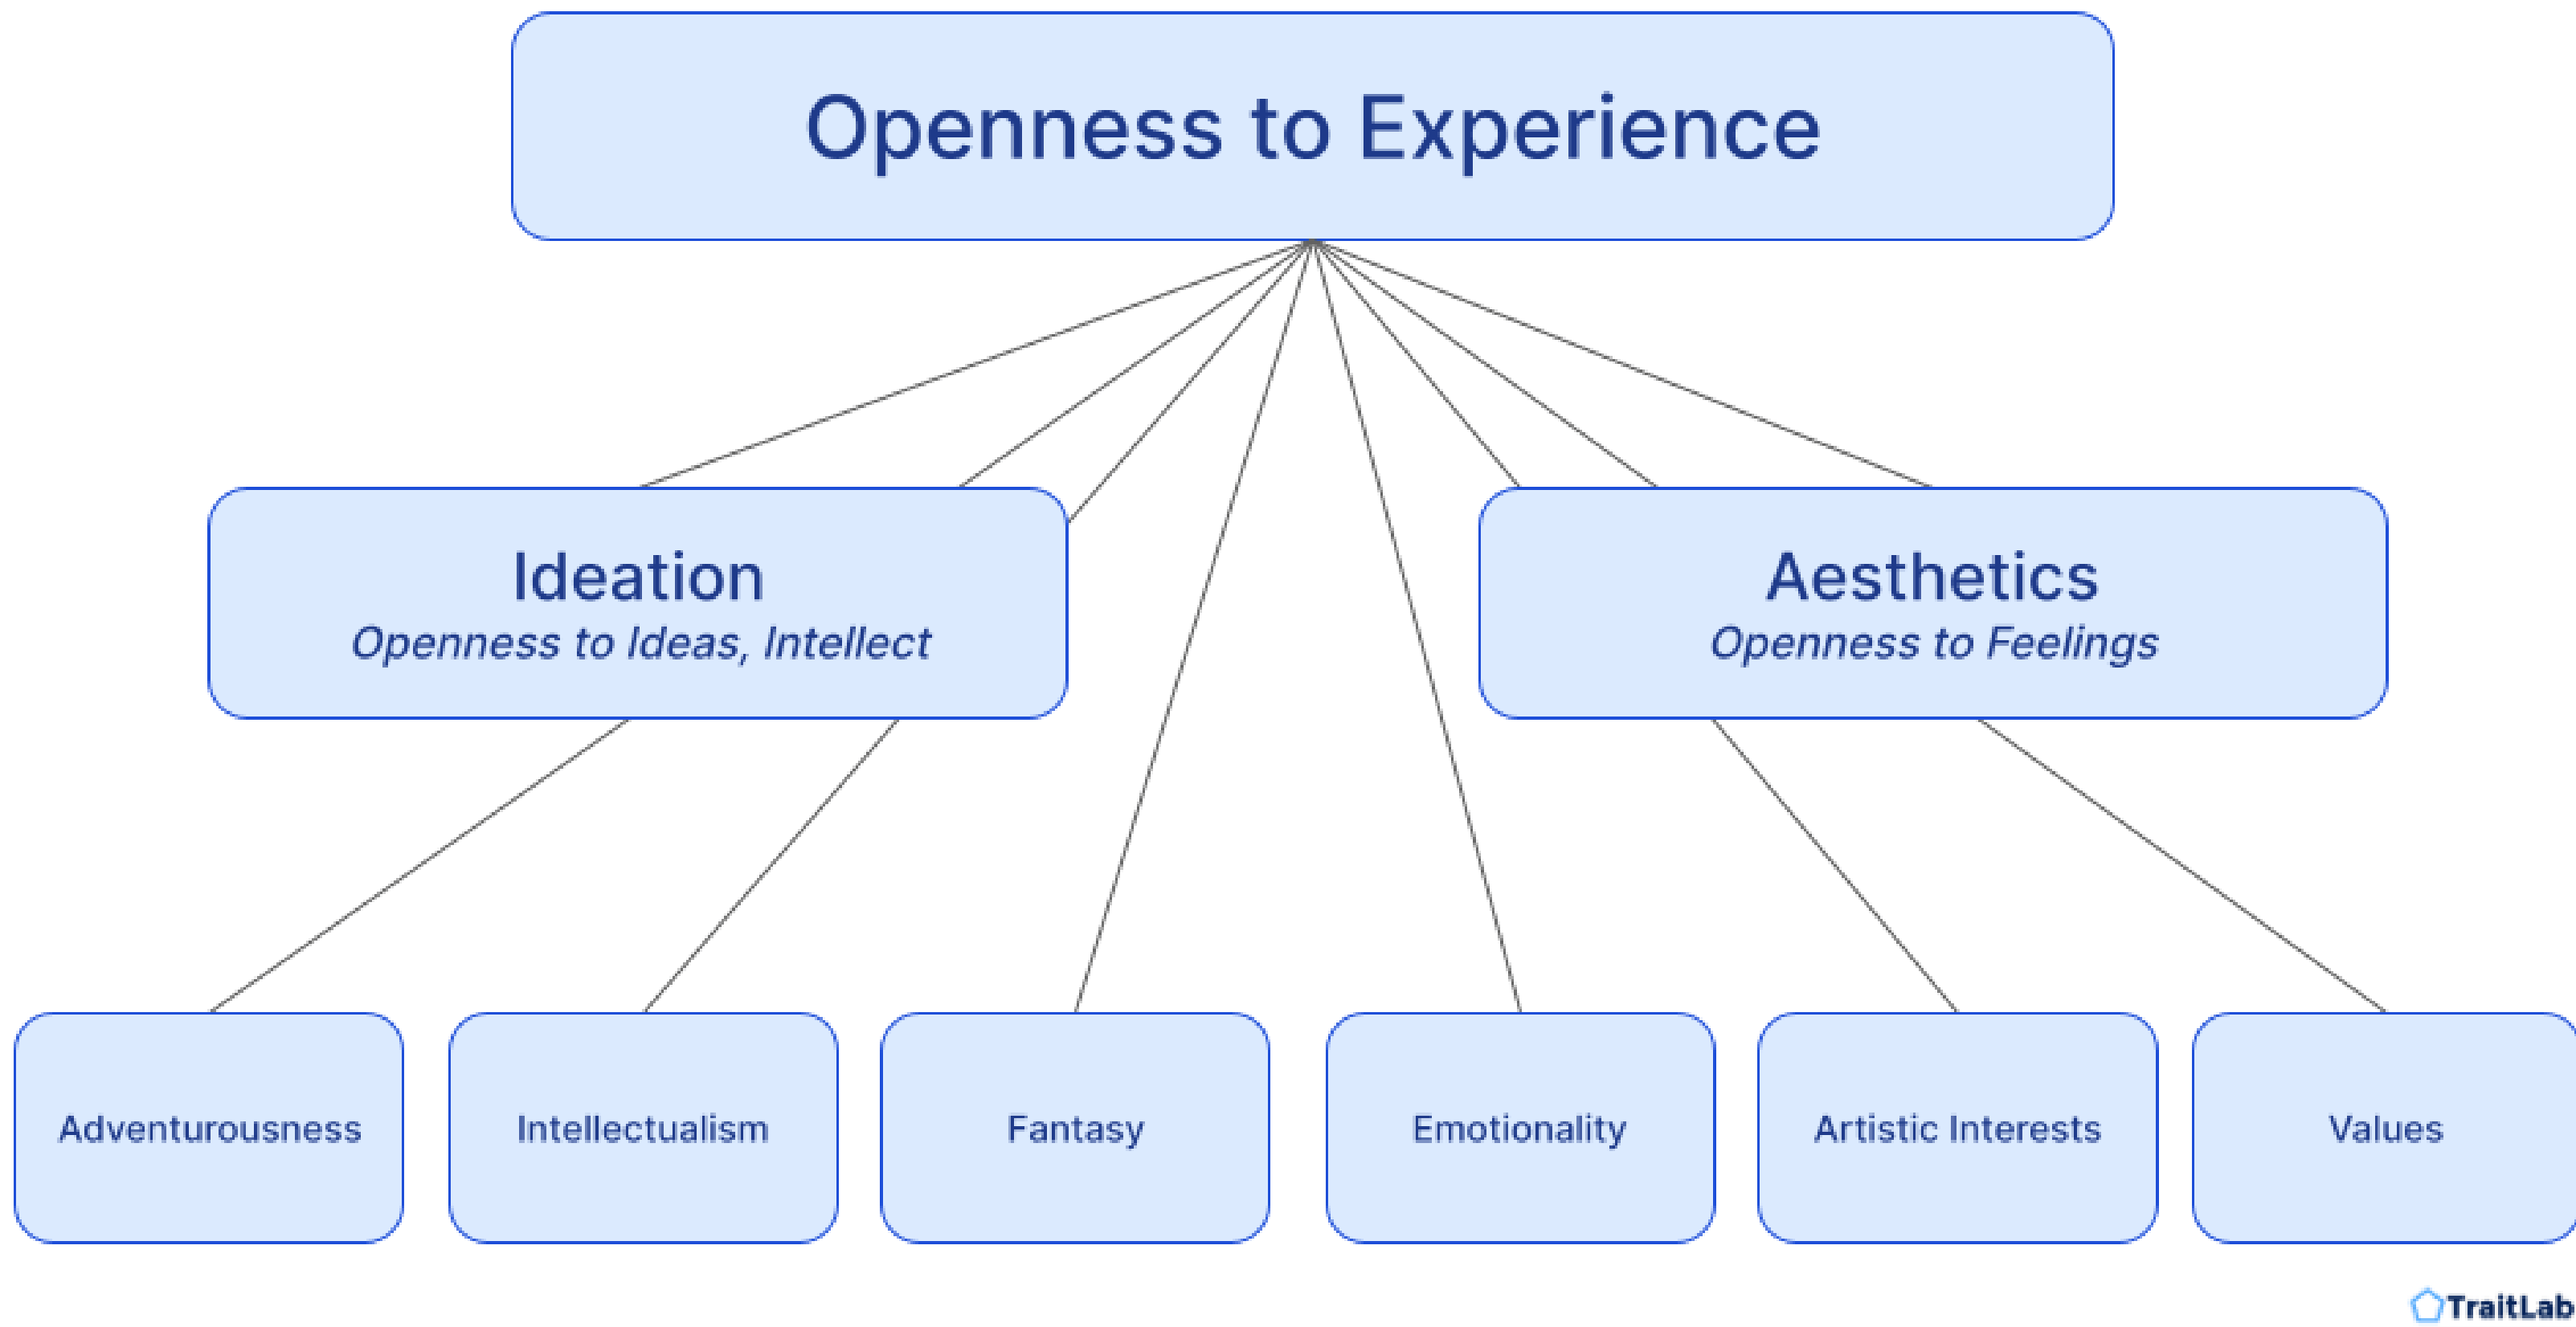 Openness to Experience
Ideation
Openness to Ideas, Intellect
Aesthetics
Openness to Feelings
Adventurousness
Intellectualism
Fantasy
Emotionality
Artistic Interests
Values
TraitLab